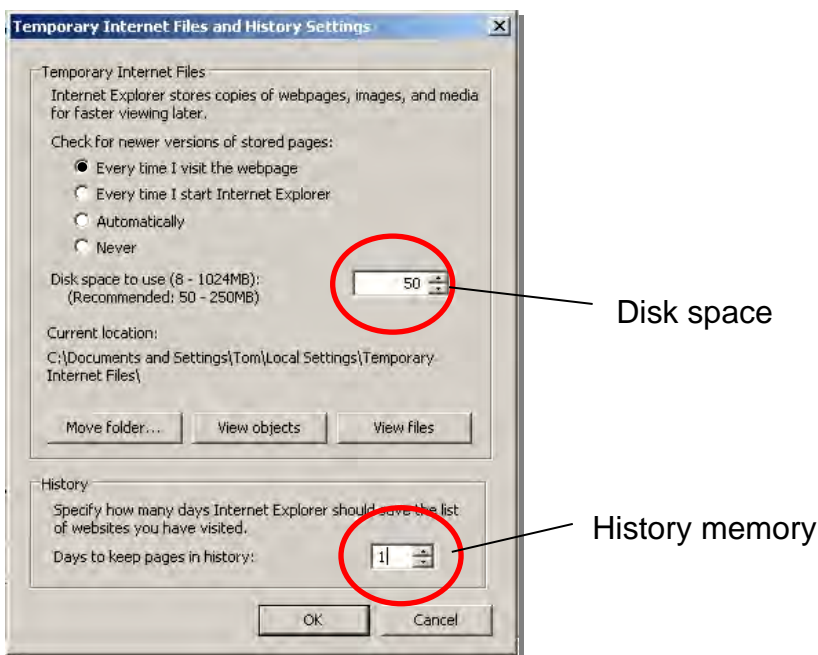 Temporary Internet Files and History Settings
Temporary Internet Files
Internet Explorer stores copies of webpages, images, and media
for faster viewing later.
Check for newer versions of stored pages:
Every time I visit the webpage
Every time I start Internet Explorer
Automatically
Never
Disk space to use (8 - 1024MB):
(Recommended: 50 - 250MB)
50
Disk space
Current location:
C:\Documents and Settings\Tom\Local Settings\Temporary
Internet Files\
Move folder...
View objects
View files
History
Specify how many days Internet Explorer should save the list
of websites you have visited.
History memory
Days to keep pages in history:
1
OK
Cancel